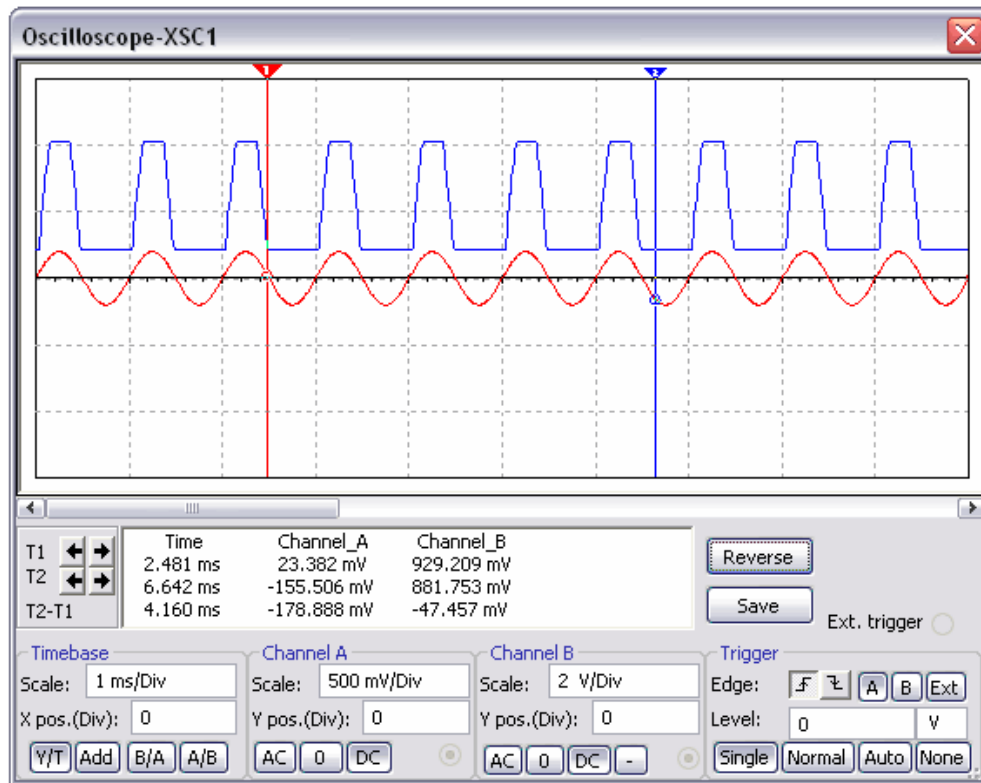 Oscilloscope-XSC1
1 2
Time Channel_A Channel_B
T1 2.481 ms 23.382 mV 929.209 mV
T2 6.642 ms -155.506 mV 881.753 mV
T2-T1 4.160 ms -178.888 mV -47.457 mV
Reverse
Save
Ext. trigger
Timebase Channel A Channel B Trigger
Scale: 1 ms/Div Scale: 500 mV/Div Scale: 2 V/Div Edge: A B Ext
X pos.(Div): 0 Y pos.(Div): 0 Y pos.(Div): 0 Level: 0 V
Y/T Add B/A A/B AC 0 DC AC 0 DC - Single Normal Auto None